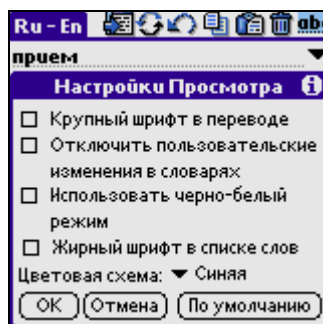 Ru - En ab
прием
Настройки Просмотра i
Крупный шрифт в переводе
Отключить пользовательские
изменения в словарях
Использовать черно-белый
режим
Жирный шрифт в списке слов
Цветовая схема: Синяя
OK Отмена По умолчанию